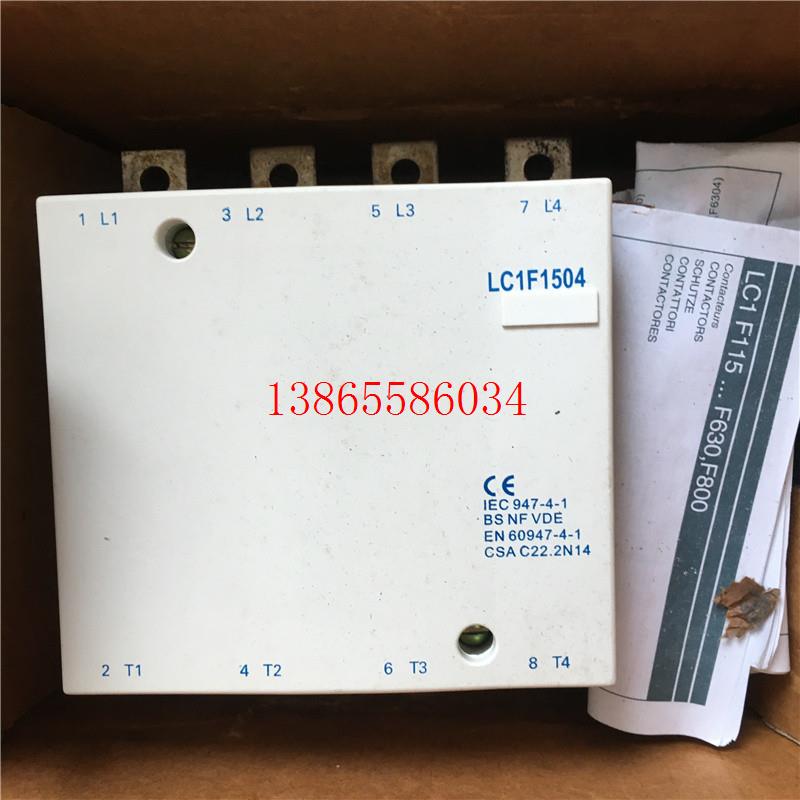 1 L1 3 L2 5 L3 7 L4
LC1F1504
13865586034
CE
IEC 947-4-1
BS NF VDE
EN 60947-4-1
CSA C22.2N14
2 T1 4 T2 6 T3 8 T4
LC1 F115 ... F630,F800
Contacteurs
CONTACTORS
SCHUTZE
CONTATTORI
CONTACTORES
F6304)